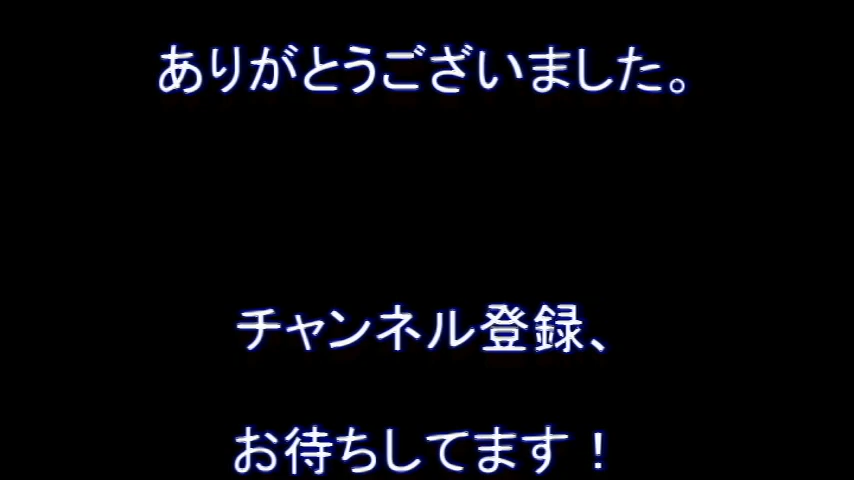 ありがとうございました。
チャンネル登録、
お待ちしてます！